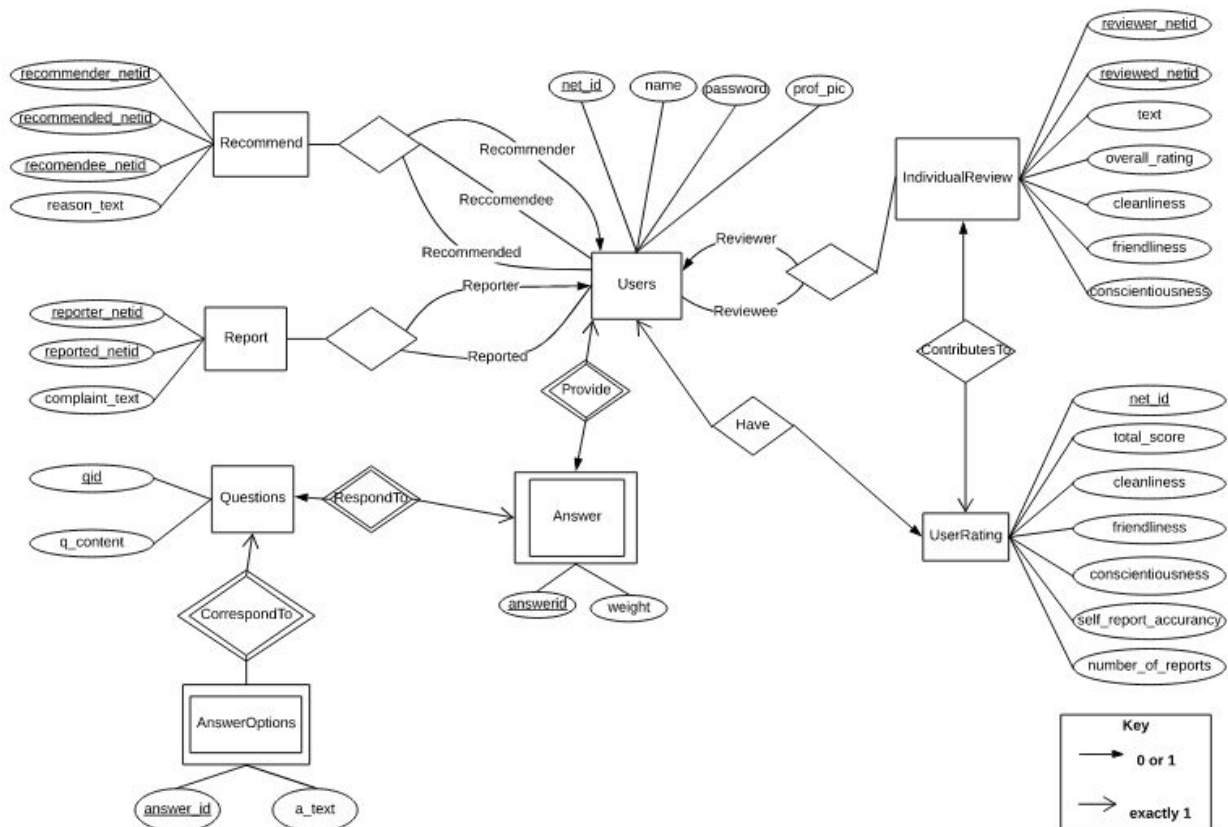 recommender_netid
recommended_netid
recomendee_netid
reason_text
Recommend
Recommender
Reccomendee
Recommended
net_id
name
password
prof_pic
Users
reviewer_netid
reviewed_netid
text
overall_rating
cleanliness
friendliness
conscientiousness
IndividualReview
Reviewer
Reviewee
reporter_netid
reported_netid
complaint_text
Report
Reporter
Reported
Provide
ContributesTo
Have
qid
q_content
Questions
RespondTo
Answer
answerid
weight
CorrespondTo
AnswerOptions
answer_id
a_text
UserRating
net_id
total_score
cleanliness
friendliness
conscientiousness
self_report_accurancy
number_of_reports
Key
0 or 1
exactly 1